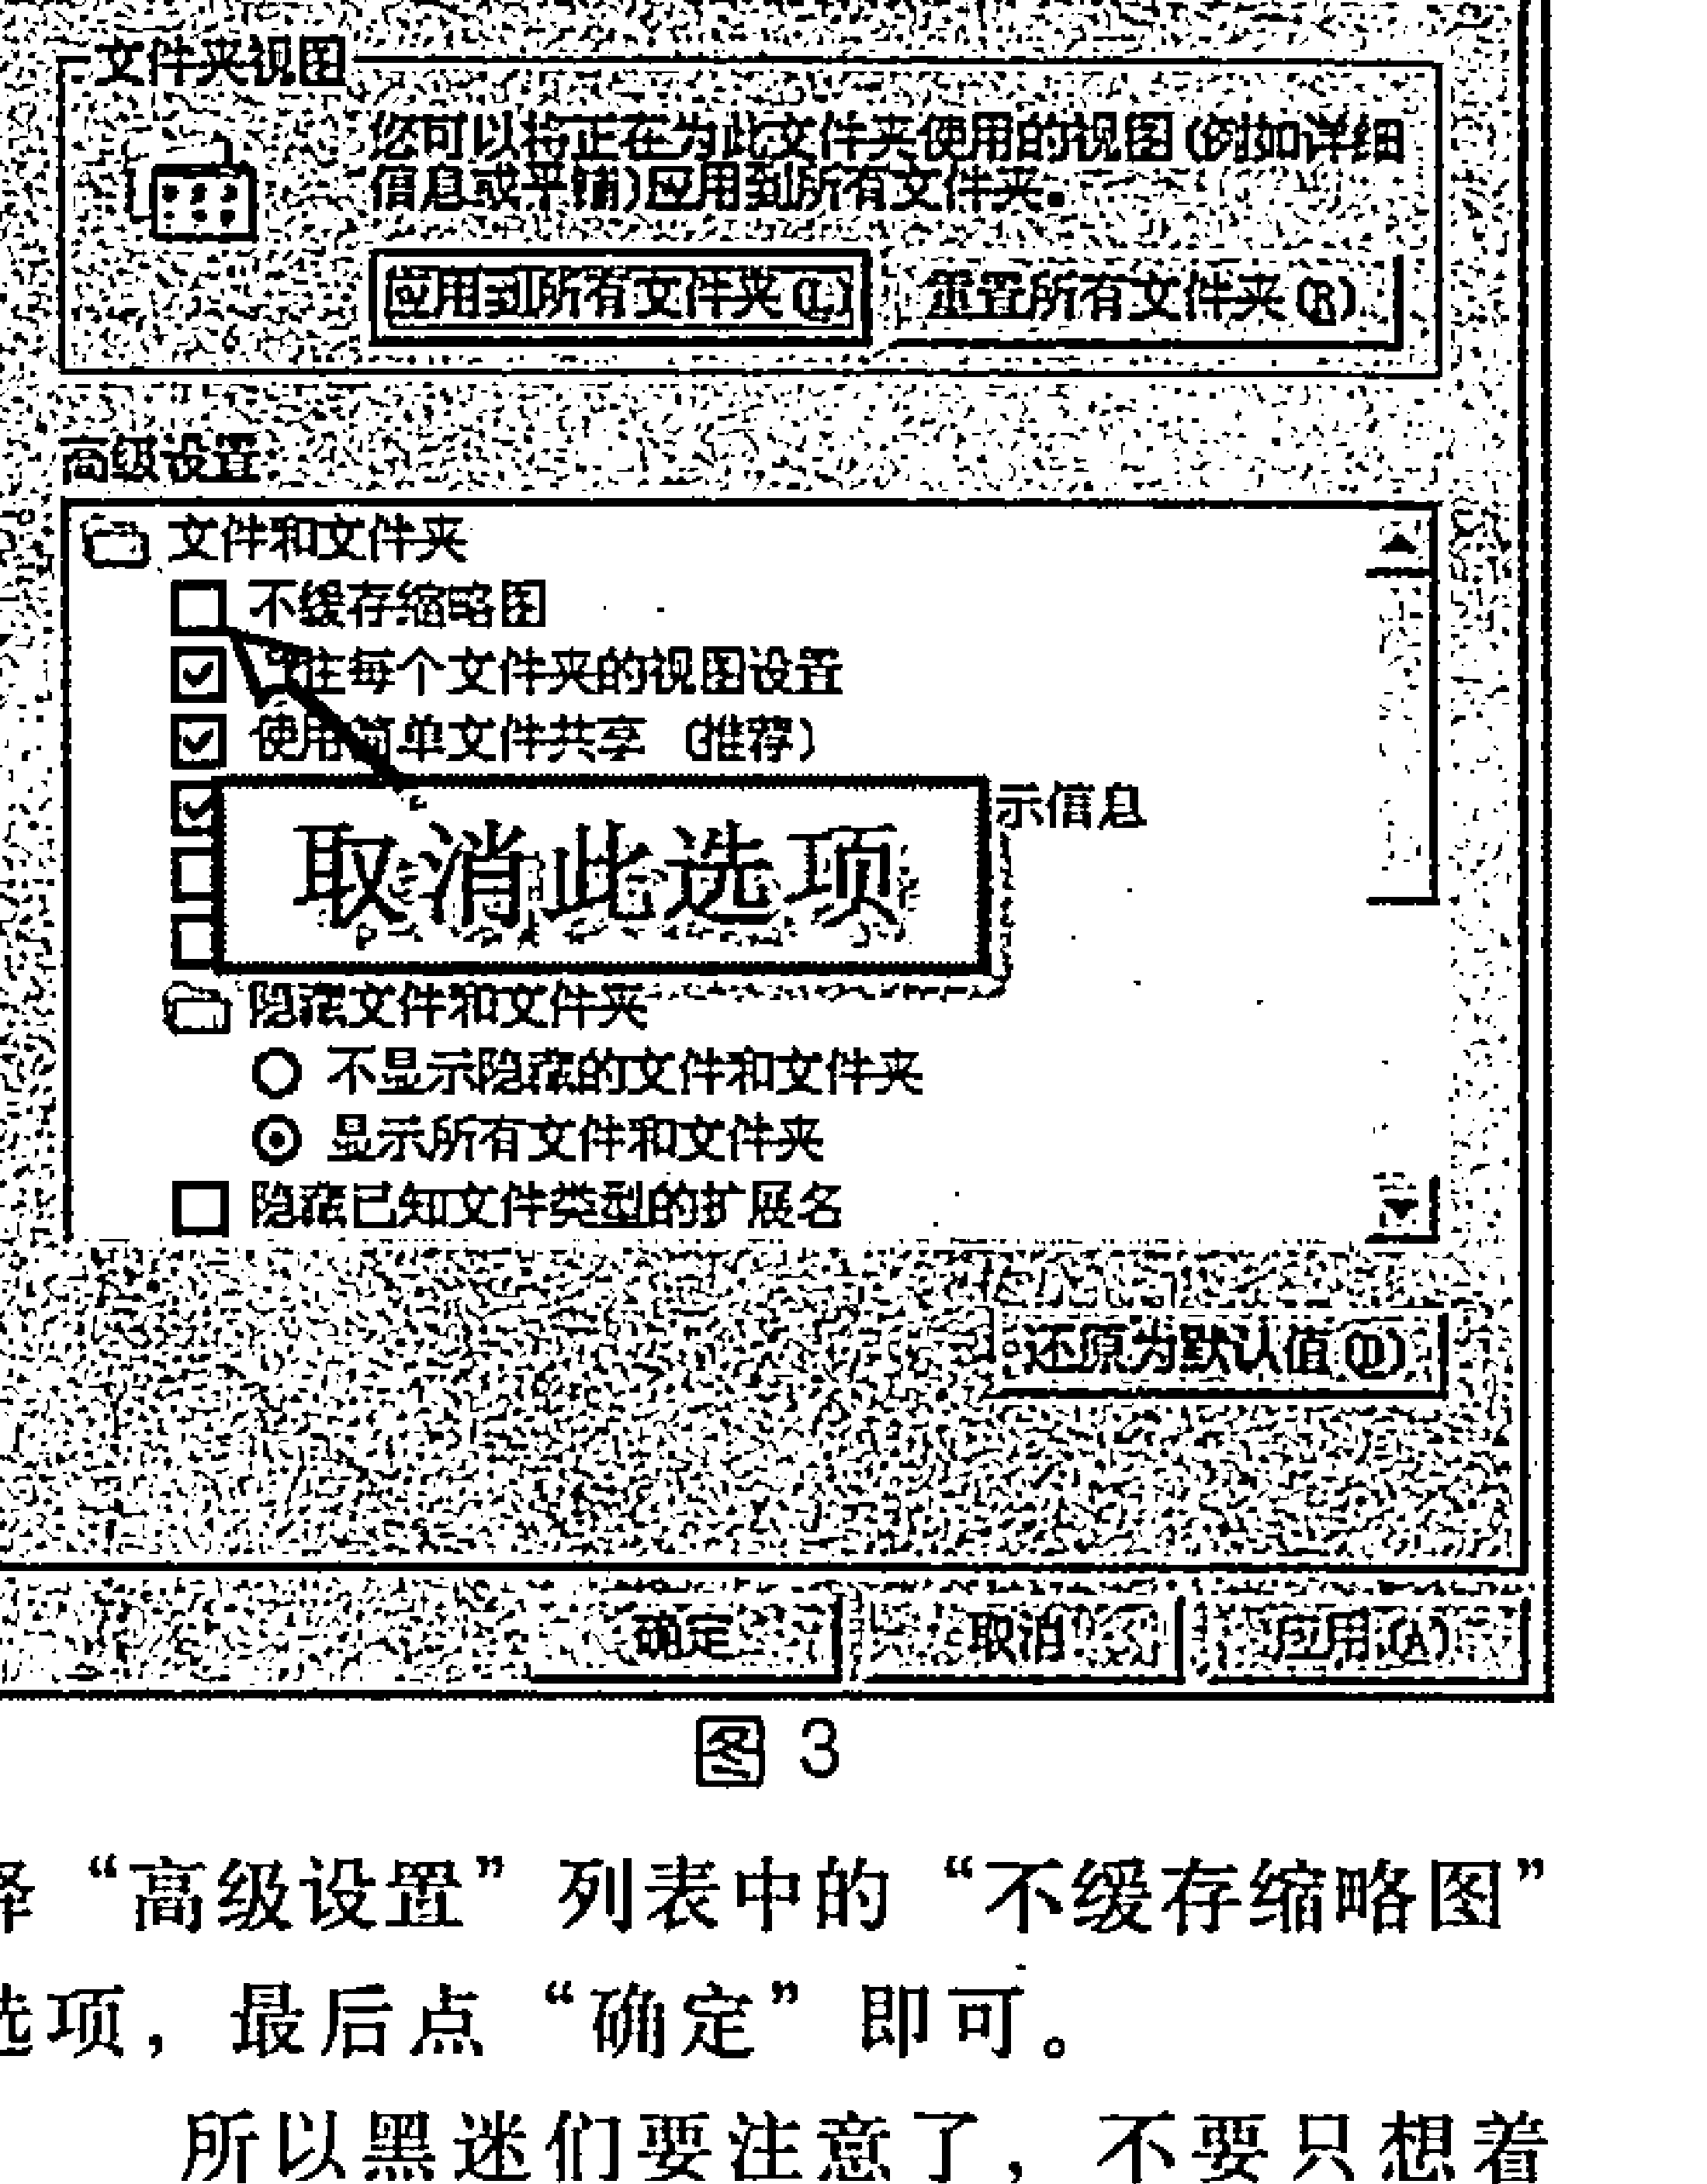 文件夹视图
您可以将正在为此文件夹使用的视图(例如详细
信息或平铺)应用到所有文件夹。
应用到所有文件夹(L) 重置所有文件夹(R)
高级设置
文件和文件夹
不缓存缩略图
住每个文件夹的视图设置
使用简单文件共享 (推荐)
示信息
取消此选项
隐藏文件和文件夹
不显示隐藏的文件和文件夹
显示所有文件和文件夹
隐藏已知文件类型的扩展名
还原为默认值(D)
确定 取消 应用(A)
图 3
择“高级设置”列表中的“不缓存缩略图”
选项，最后点“确定”即可。
所以黑迷们要注意了，不要只想着